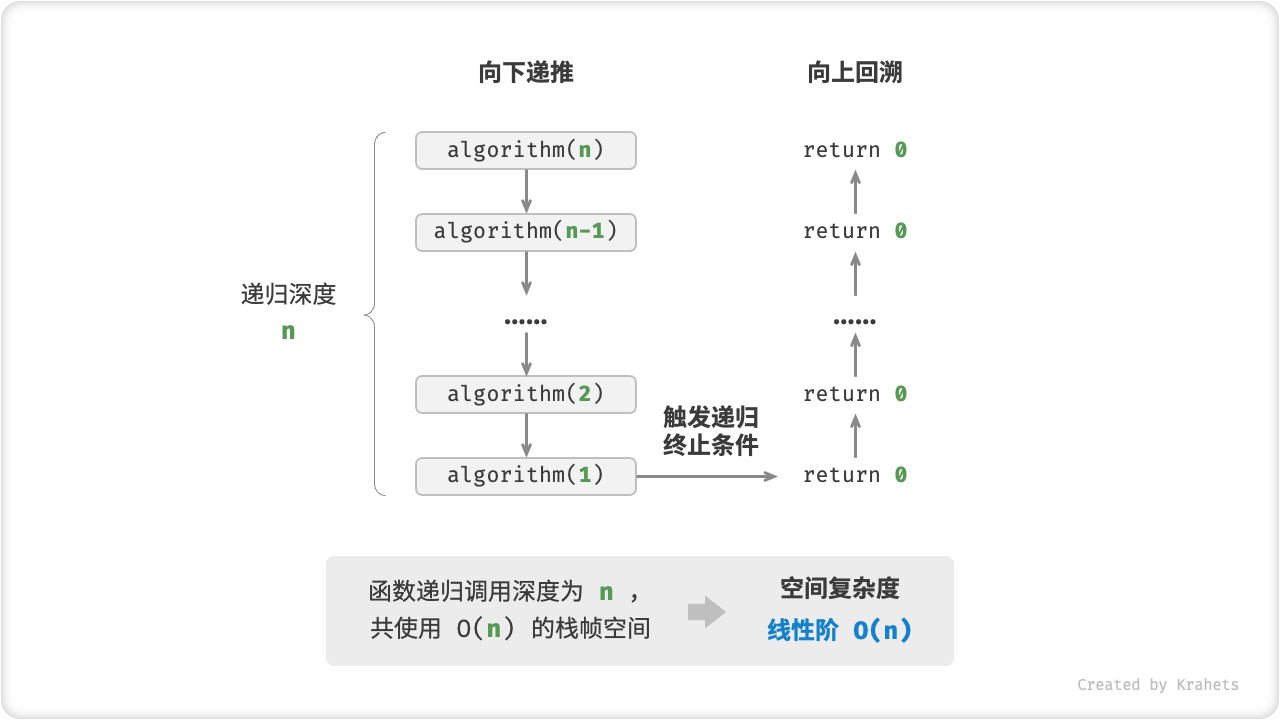 向下递推
向上回溯
algorithm(n)
return 0
algorithm(n-1)
return 0
递归深度
n
......
......
algorithm(2)
return 0
触发递归
终止条件
algorithm(1)
return 0
函数递归调用深度为 n ，
共使用 O(n) 的栈帧空间
空间复杂度
线性阶 O(n)
Created by Krahets